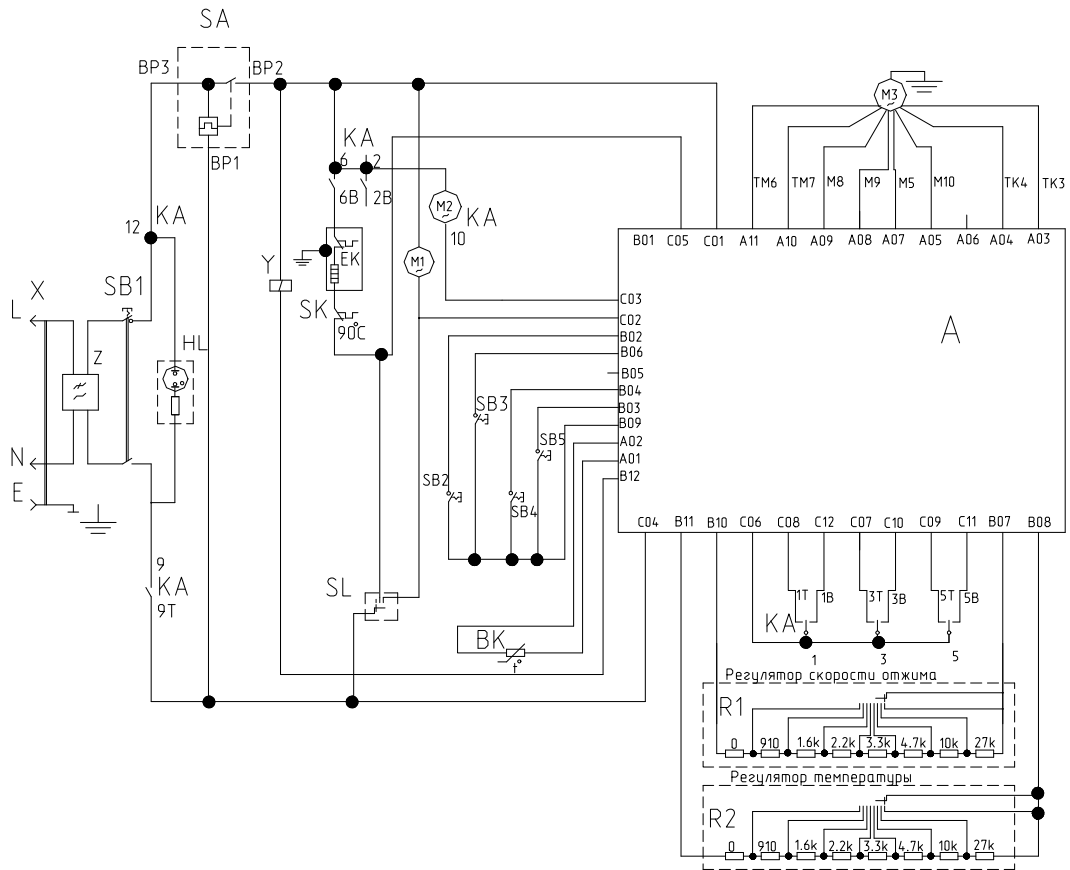 SA
BP3
BP2
BP1
M3
KA
6
2
6B
2B
M2
KA
10
TM6
TM7
M8
M9
M5
M10
TK4
TK3
12
KA
B01
C05
C01
A11
A10
A09
A08
A07
A05
A06
A04
A03
M1
Y
EK
SK
90°C
X
SB1
L
Z
HL
N
E
C03
C02
B02
B06
B05
B04
B03
B09
A02
A01
B12
A
SB3
SB5
SB2
SB4
C04
B11
B10
C06
C08
C12
C07
C10
C09
C11
B07
B08
9
KA
9T
SL
BK
t°
1T
1B
3T
3B
5T
5B
KA
1
3
5
Регулятор скорости отжима
R1
0 910 1.6k 2.2k 3.3k 4.7k 10k 27k
Регулятор температуры
R2
0 910 1.6k 2.2k 3.3k 4.7k 10k 27k